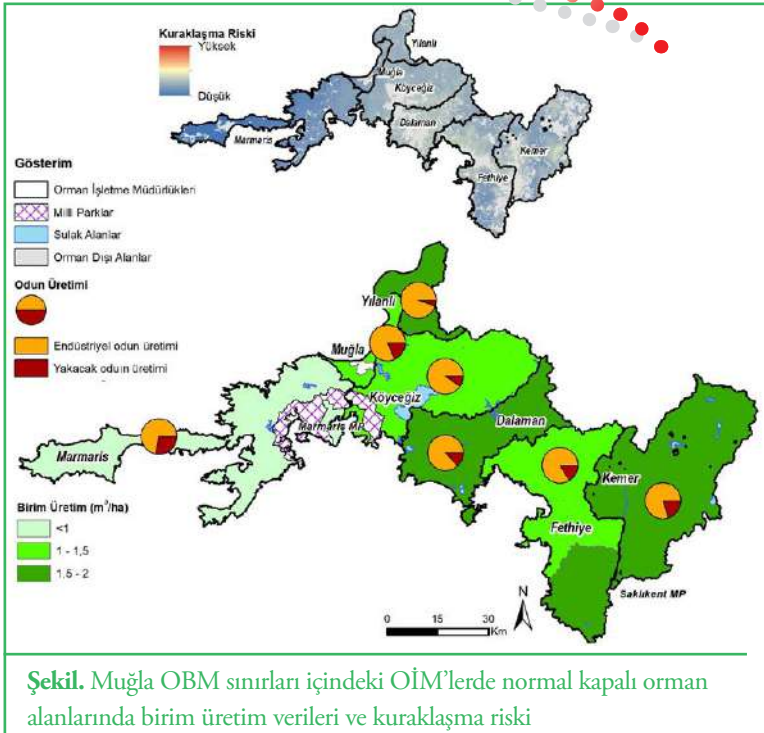 Kuraklaşma Riski
Yüksek
Düşük
Yılanlı
Muğla
Köyceğiz
Dalaman
Marmaris
Kemer
Fethiye
Gösterim
Orman İşletme Müdürlükleri
Milli Parklar
Sulak Alanlar
Orman Dışı Alanlar
Odun Üretimi
Endüstriyel odun üretimi
Yakacak odun üretimi
Yılanlı
Muğla
Köyceğiz
Marmaris MP
Dalaman
Marmaris
Kemer
Fethiye
Saklıkent MP
Birim Üretim (m³/ha)
<1
1 - 1,5
1,5 - 2
N
0 15 30
Km
Şekil. Muğla OBM sınırları içindeki OİM’lerde normal kapalı orman
alanlarında birim üretim verileri ve kuraklaşma riski